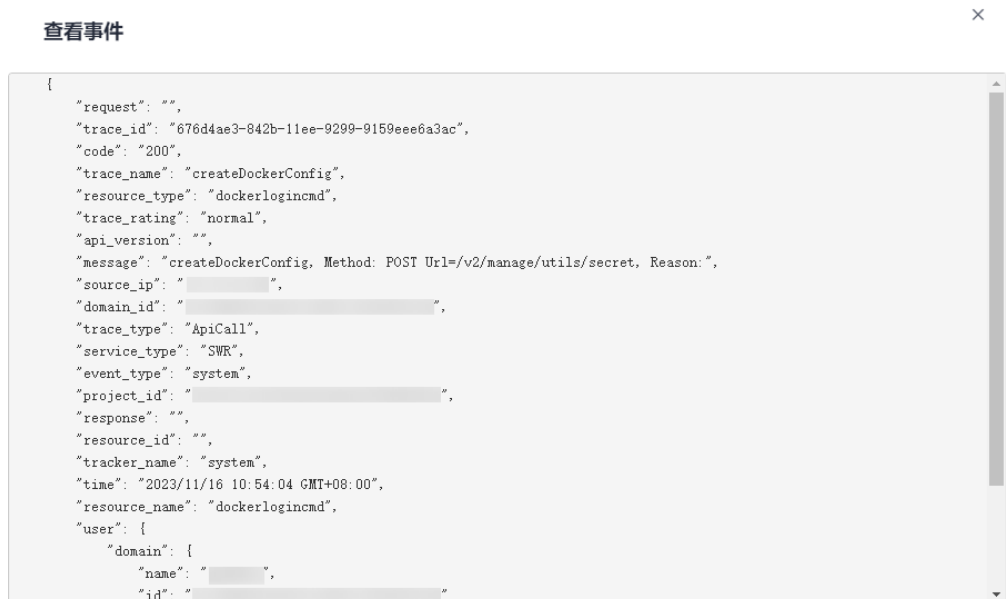 查看事件
{
"request": "",
"trace_id": "676d4ae3-842b-11ee-9299-9159eee6a3ac",
"code": "200",
"trace_name": "createDockerConfig",
"resource_type": "dockerlogincmd",
"trace_rating": "normal",
"api_version": "",
"message": "createDockerConfig, Method: POST Url=/v2/manage/utils/secret, Reason:",
"source_ip": "",
"domain_id": "",
"trace_type": "ApiCall",
"service_type": "SWR",
"event_type": "system",
"project_id": "",
"response": "",
"resource_id": "",
"tracker_name": "system",
"time": "2023/11/16 10:54:04 GMT+08:00",
"resource_name": "dockerlogincmd",
"user": {
"domain": {
"name": "",
"id": ""